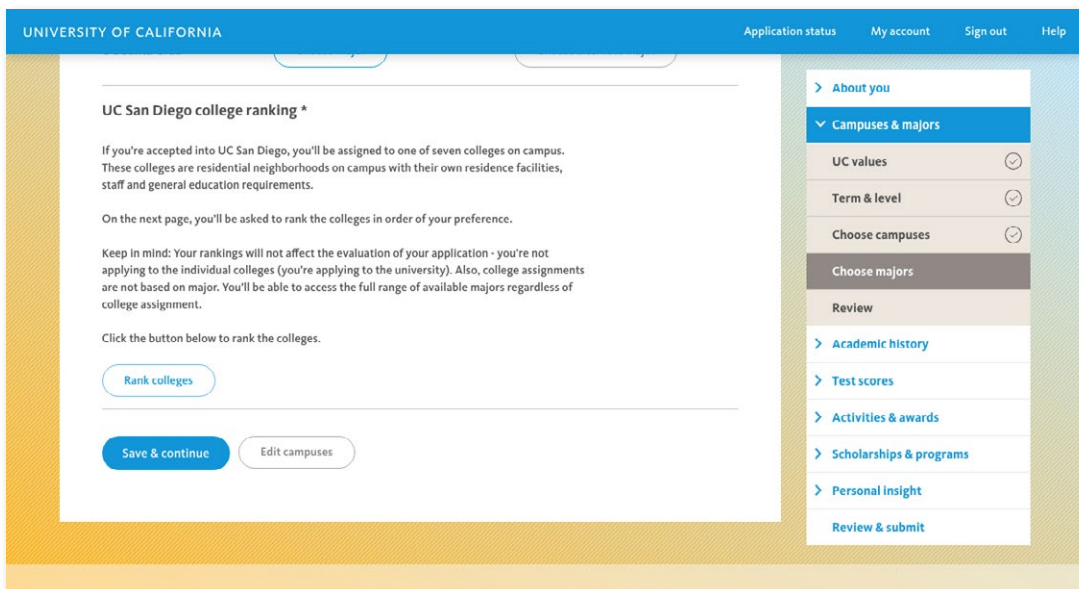 UNIVERSITY OF CALIFORNIA
Application status
My account
Sign out
Help
UC San Diego college ranking *
If you're accepted into UC San Diego, you'll be assigned to one of seven colleges on campus.
These colleges are residential neighborhoods on campus with their own residence facilities,
staff and general education requirements.
On the next page, you'll be asked to rank the colleges in order of your preference.
Keep in mind: Your rankings will not affect the evaluation of your application - you're not
applying to the individual colleges (you're applying to the university). Also, college assignments
are not based on major. You'll be able to access the full range of available majors regardless of
college assignment.
Click the button below to rank the colleges.
Rank colleges
Save & continue
Edit campuses
About you
Campuses & majors
UC values
Term & level
Choose campuses
Choose majors
Review
Academic history
Test scores
Activities & awards
Scholarships & programs
Personal insight
Review & submit